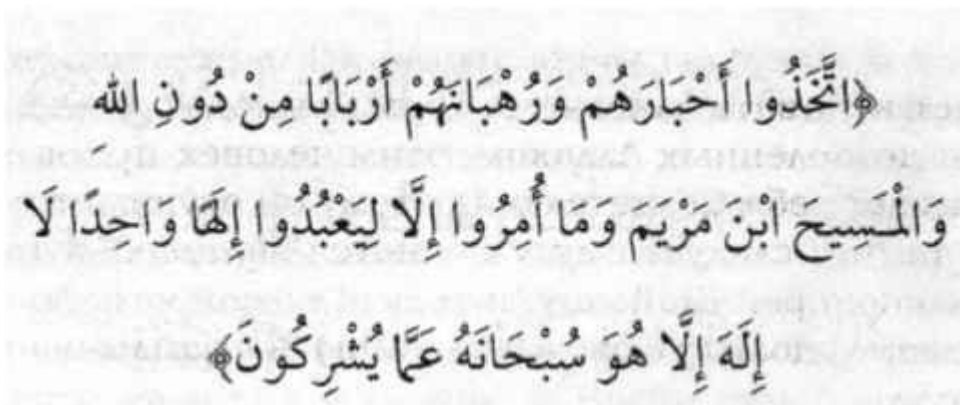 ﴿اتَّخَذُوا أَحْبَارَهُمْ وَرُهْبَانَهُمْ أَرْبَابًا مِنْ دُونِ اللهِ
وَالْمَسِيحَ ابْنَ مَرْيَمَ وَمَا أُمِرُوا إِلَّا لِيَعْبُدُوا إِلَهًا وَاحِدًا لَا
إِلَهَ إِلَّا هُوَ سُبْحَانَهُ عَمَّا يُشْرِكُونَ﴾